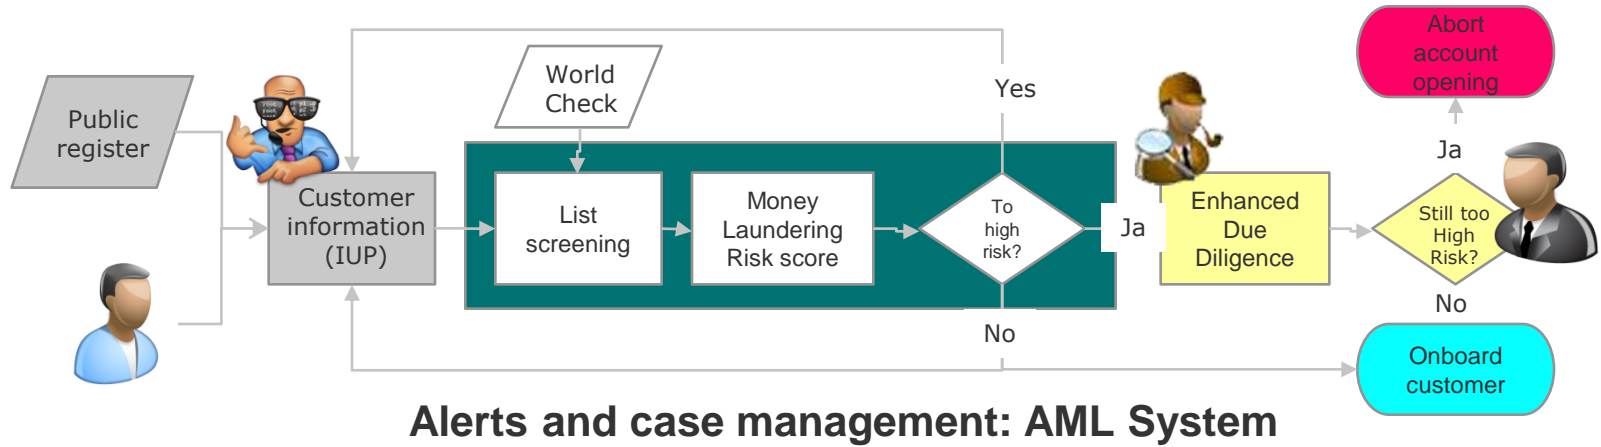 Public
register
Customer
information
(IUP)
World
Check
List
screening
Money
Laundering
Risk score
To
high
risk?
Yes
No
Ja
Enhanced
Due
Diligence
Still too
High
Risk?
Ja
Abort
account
opening
No
Onboard
customer
Alerts and case management: AML System